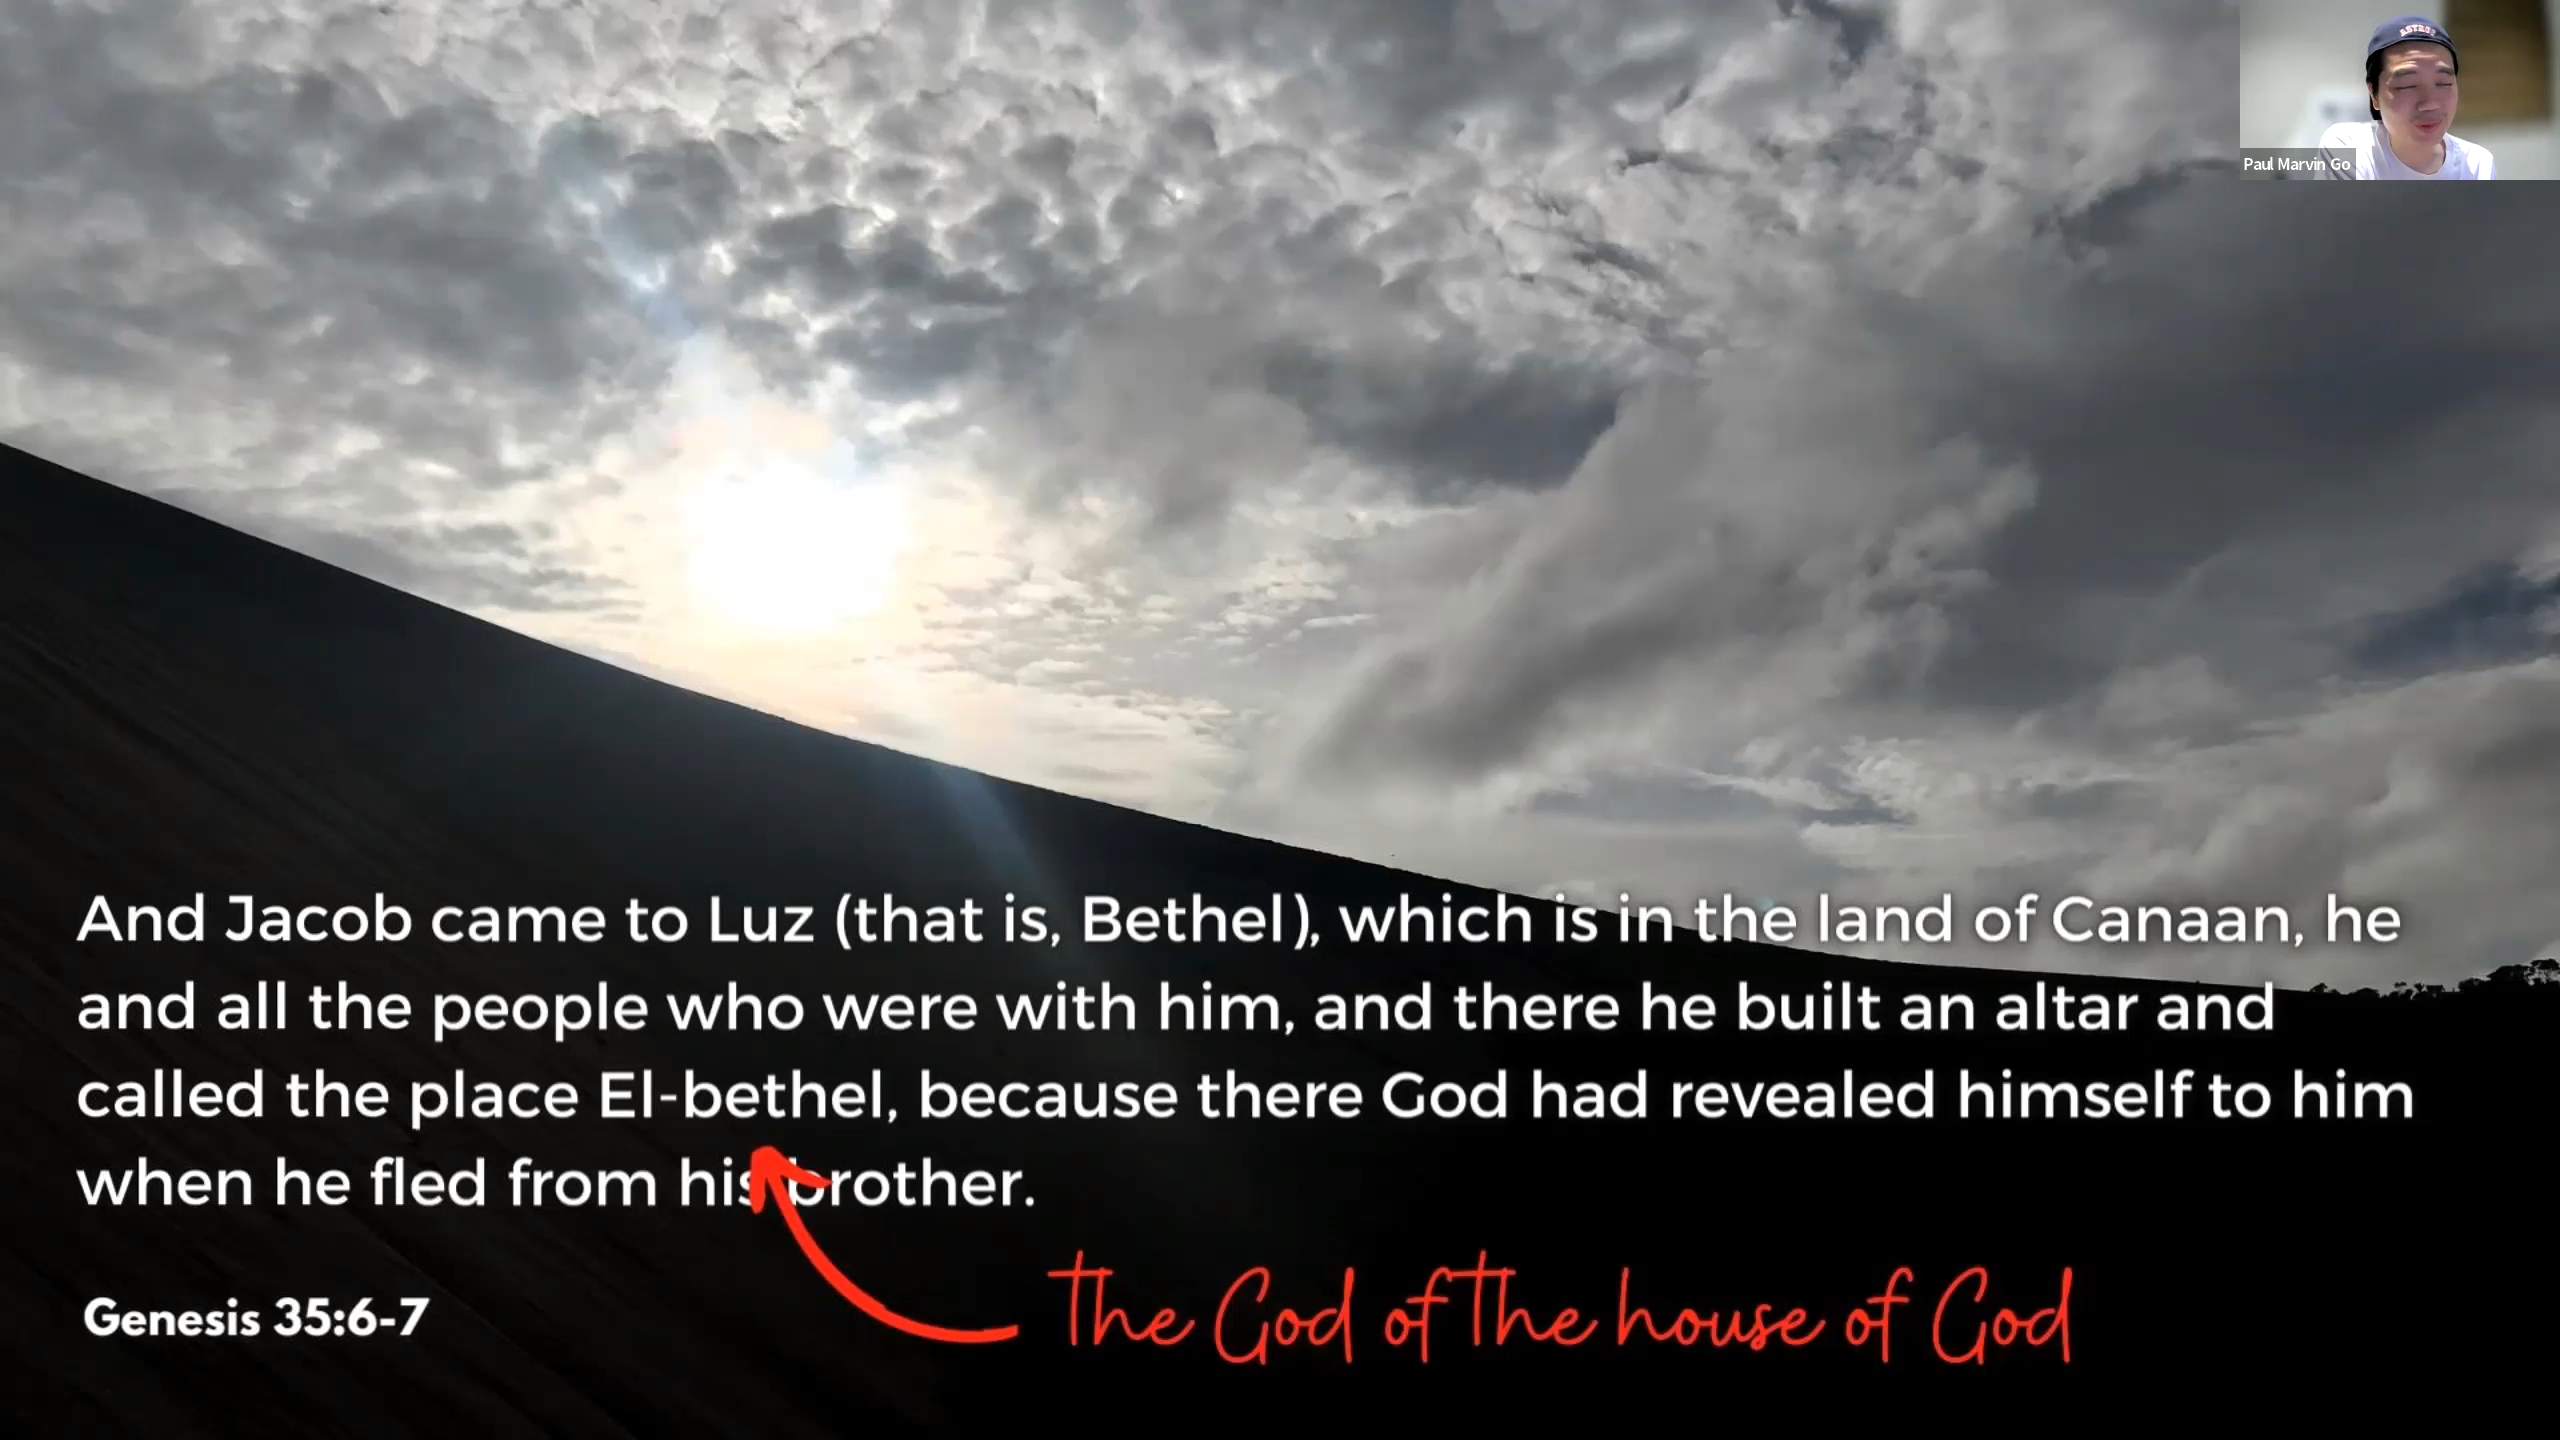 ASTROS
Paul Marvin Go
And Jacob came to Luz (that is, Bethel), which is in the land of Canaan, he
and all the people who were with him, and there he built an altar and
called the place El-bethel, because there God had revealed himself to him
when he fled from his brother.
the God of the house of God
Genesis 35:6-7